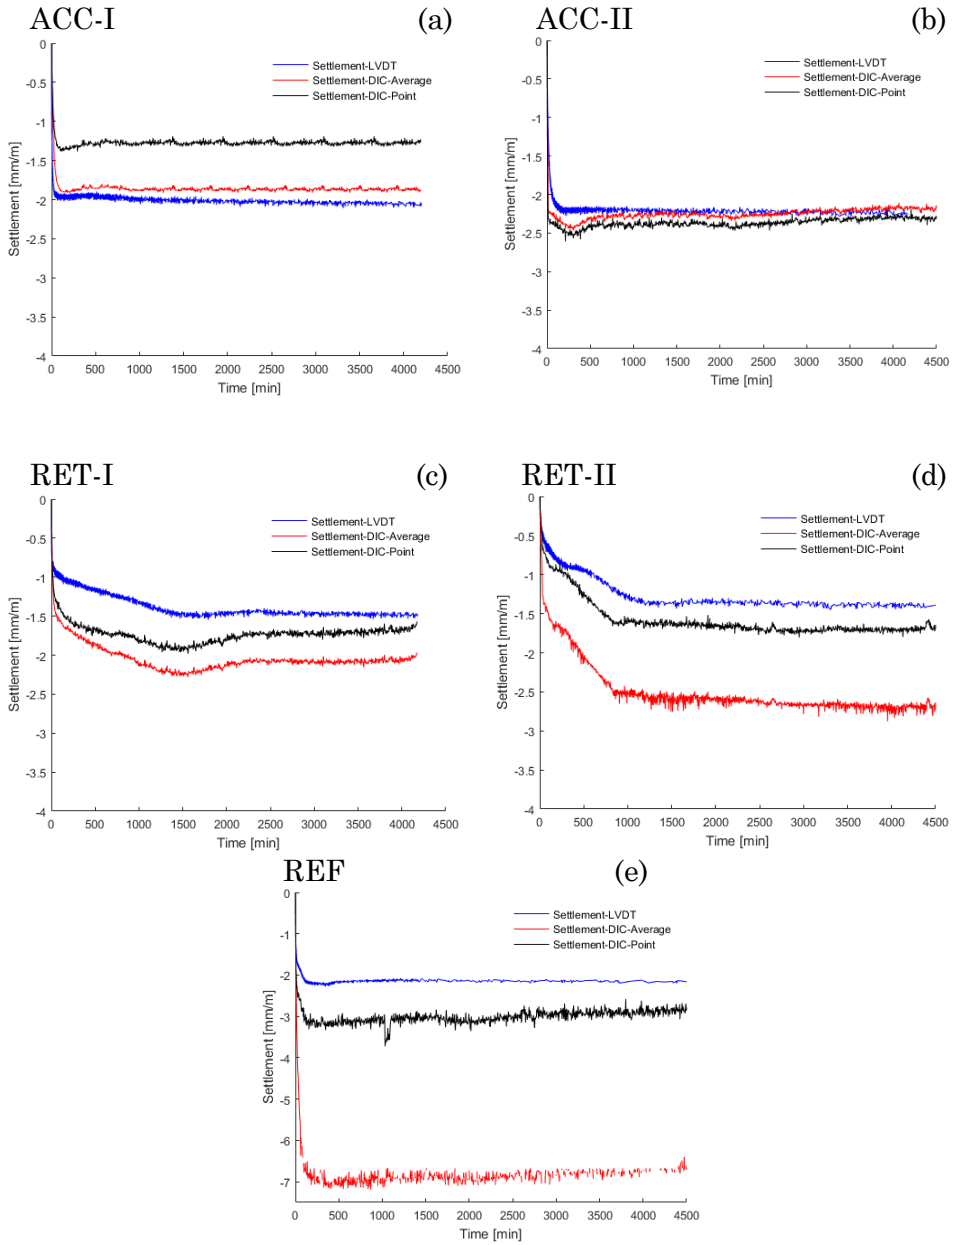 ACC-I (a)
Settlement-LVDT
Settlement-DIC-Average
Settlement-DIC-Point
Settlement [mm/m]
0
-0.5
-1
-1.5
-2
-2.5
-3
-3.5
-4
0 500 1000 1500 2000 2500 3000 3500 4000 4500
Time [min]
ACC-II (b)
Settlement-LVDT
Settlement-DIC-Average
Settlement-DIC-Point
Settlement [mm/m]
0
-0.5
-1
-1.5
-2
-2.5
-3
-3.5
-4
0 500 1000 1500 2000 2500 3000 3500 4000 4500
Time [min]
RET-I (c)
Settlement-LVDT
Settlement-DIC-Average
Settlement-DIC-Point
Settlement [mm/m]
0
-0.5
-1
-1.5
-2
-2.5
-3
-3.5
-4
0 500 1000 1500 2000 2500 3000 3500 4000 4500
Time [min]
RET-II (d)
Settlement-LVDT
Settlement-DIC-Average
Settlement-DIC-Point
Settlement [mm/m]
0
-0.5
-1
-1.5
-2
-2.5
-3
-3.5
-4
0 500 1000 1500 2000 2500 3000 3500 4000 4500
Time [min]
REF (e)
Settlement-LVDT
Settlement-DIC-Average
Settlement-DIC-Point
Settlement [mm/m]
0
-1
-2
-3
-4
-5
-6
-7
0 500 1000 1500 2000 2500 3000 3500 4000 4500
Time [min]